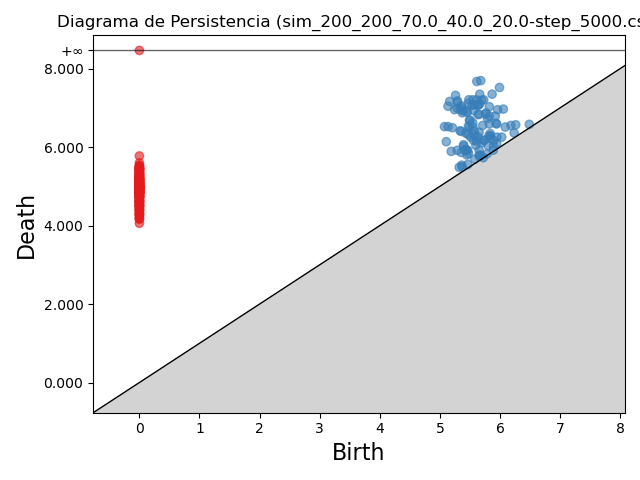 Diagrama de Persistencia (sim_200_200_70.0_40.0_20.0-step_5000.cs
+∞
8.000
6.000
4.000
2.000
0.000
Death
0 1 2 3 4 5 6 7 8
Birth